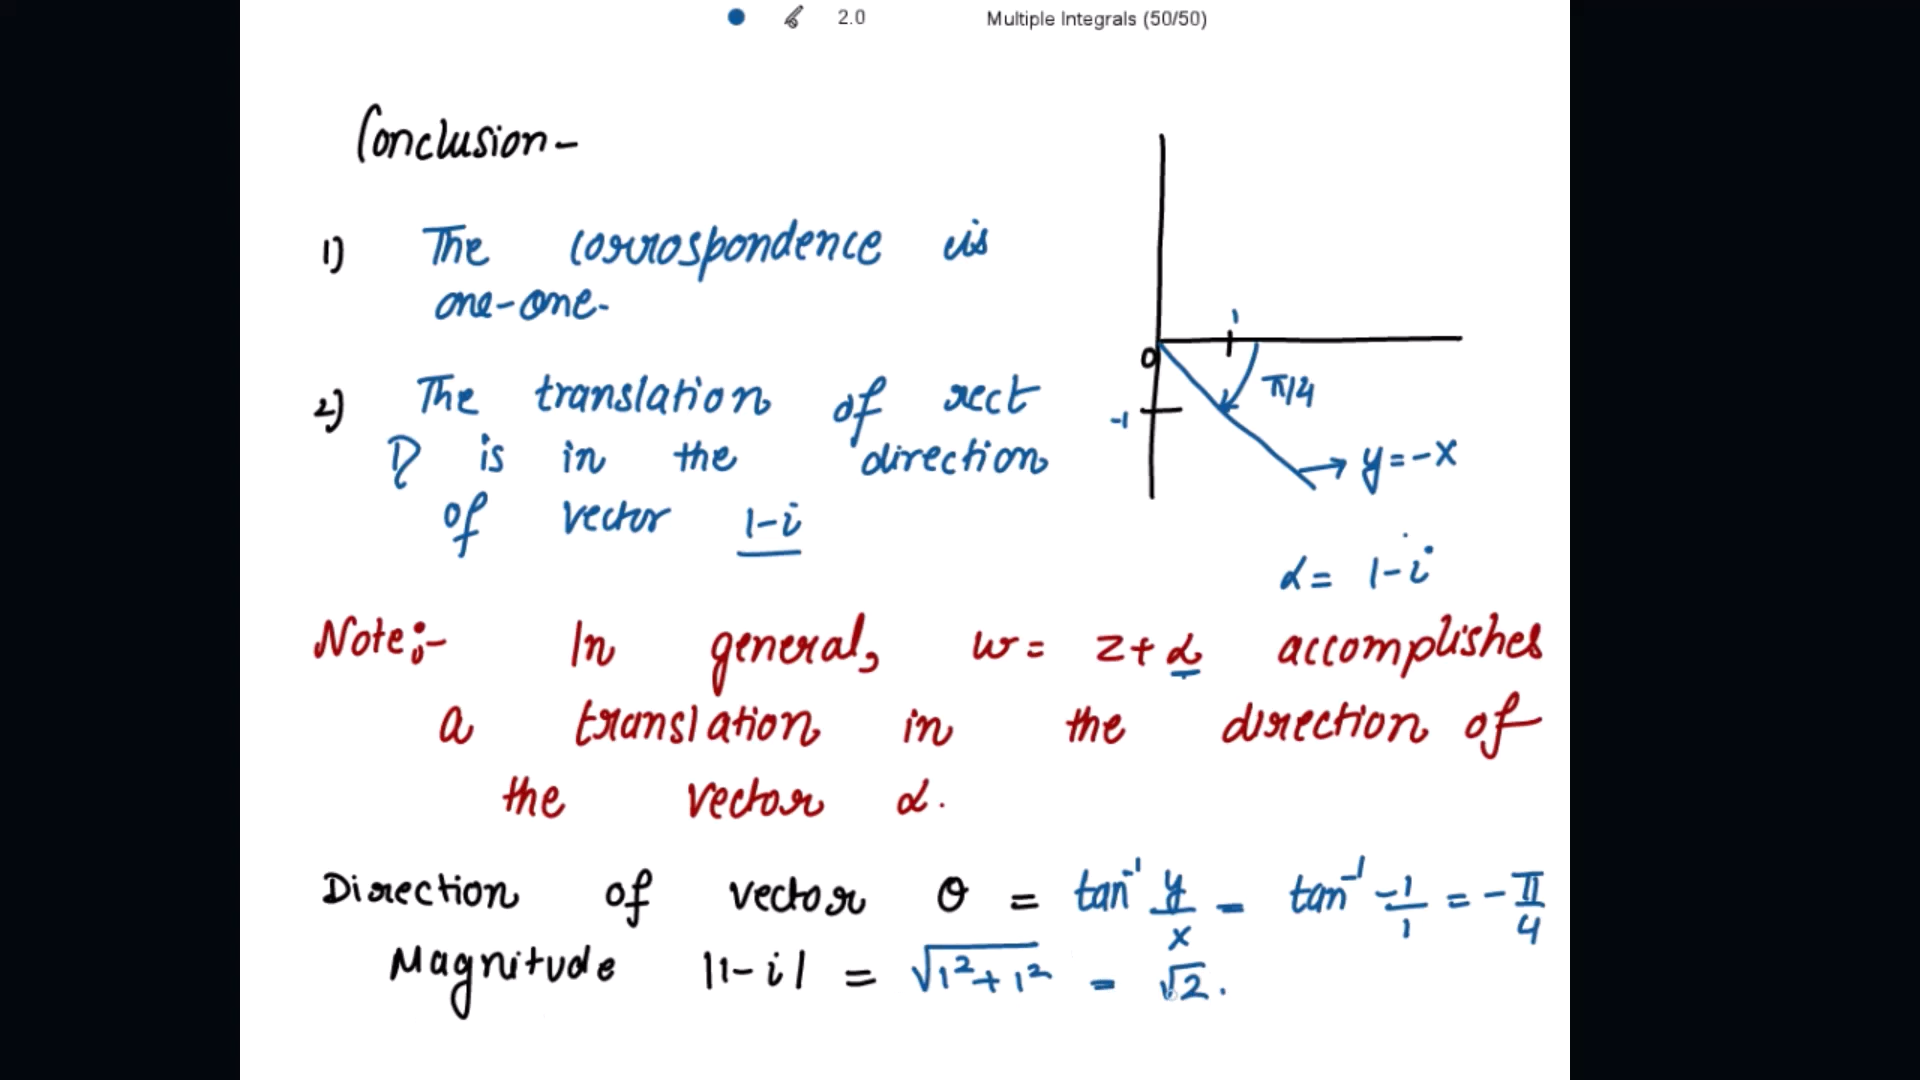 2.0 Multiple Integrals (50/50)
Conclusion-
1) The corrospondence is
one-one-
2) The translation of rect
D is in the direction
of vector 1-i
1
0
π/4
-1
y=-x
α= 1-i
Note:- In general, w= z+α accomplishes
a translation in the direction of
the vector α.
Direction of vector θ = tan⁻¹ y/x = tan⁻¹ -1/1 = -π/4
Magnitude |1-i| = √1²+1² = √2.